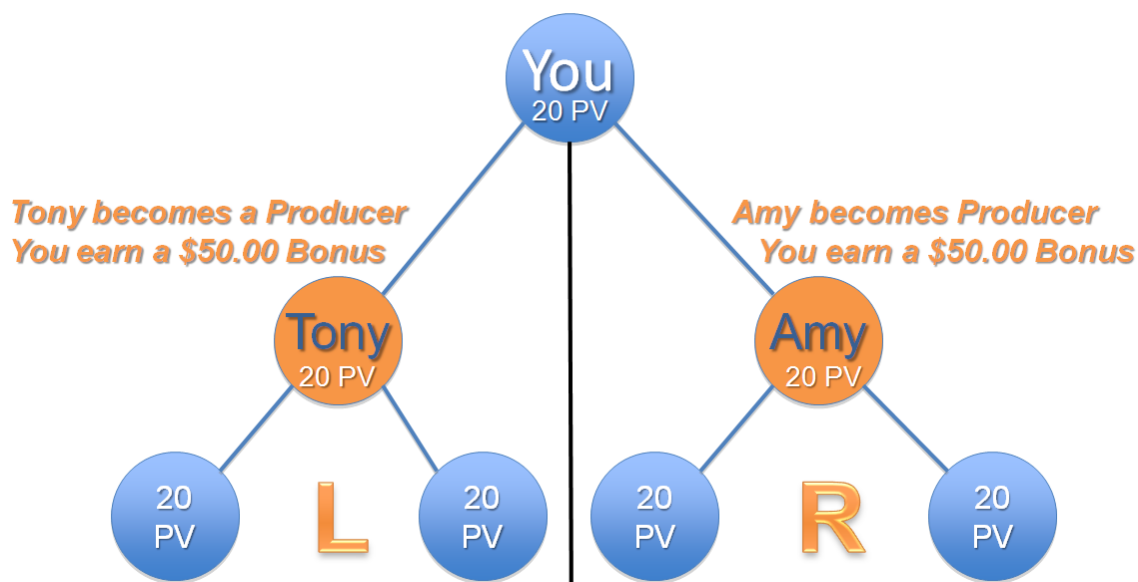 You
20 PV
Tony becomes a Producer
You earn a $50.00 Bonus
Amy becomes Producer
You earn a $50.00 Bonus
Tony
20 PV
Amy
20 PV
20
PV
L
20
PV
20
PV
R
20
PV